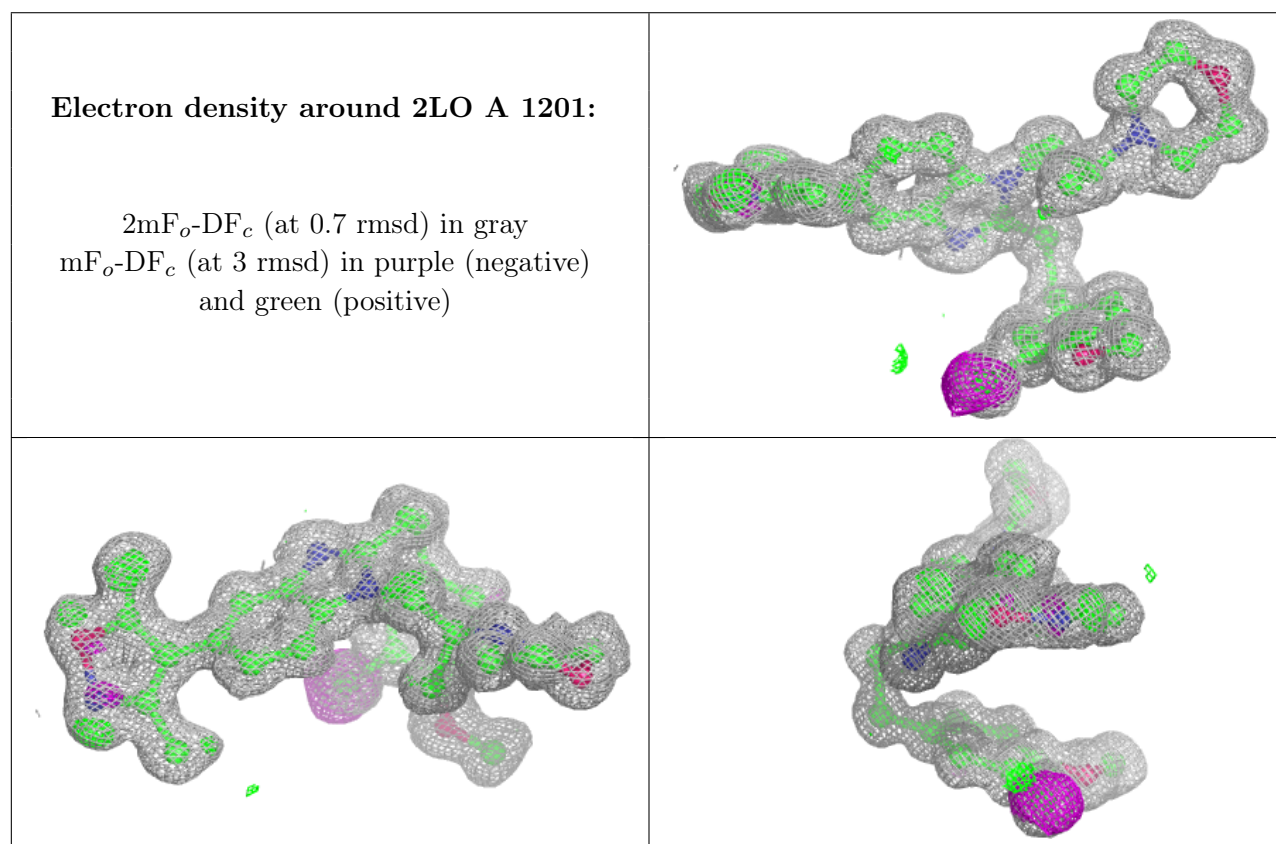 Electron density around 2LO A 1201:
2mFₒ-DF𝒸 (at 0.7 rmsd) in gray
mFₒ-DF𝒸 (at 3 rmsd) in purple (negative)
and green (positive)